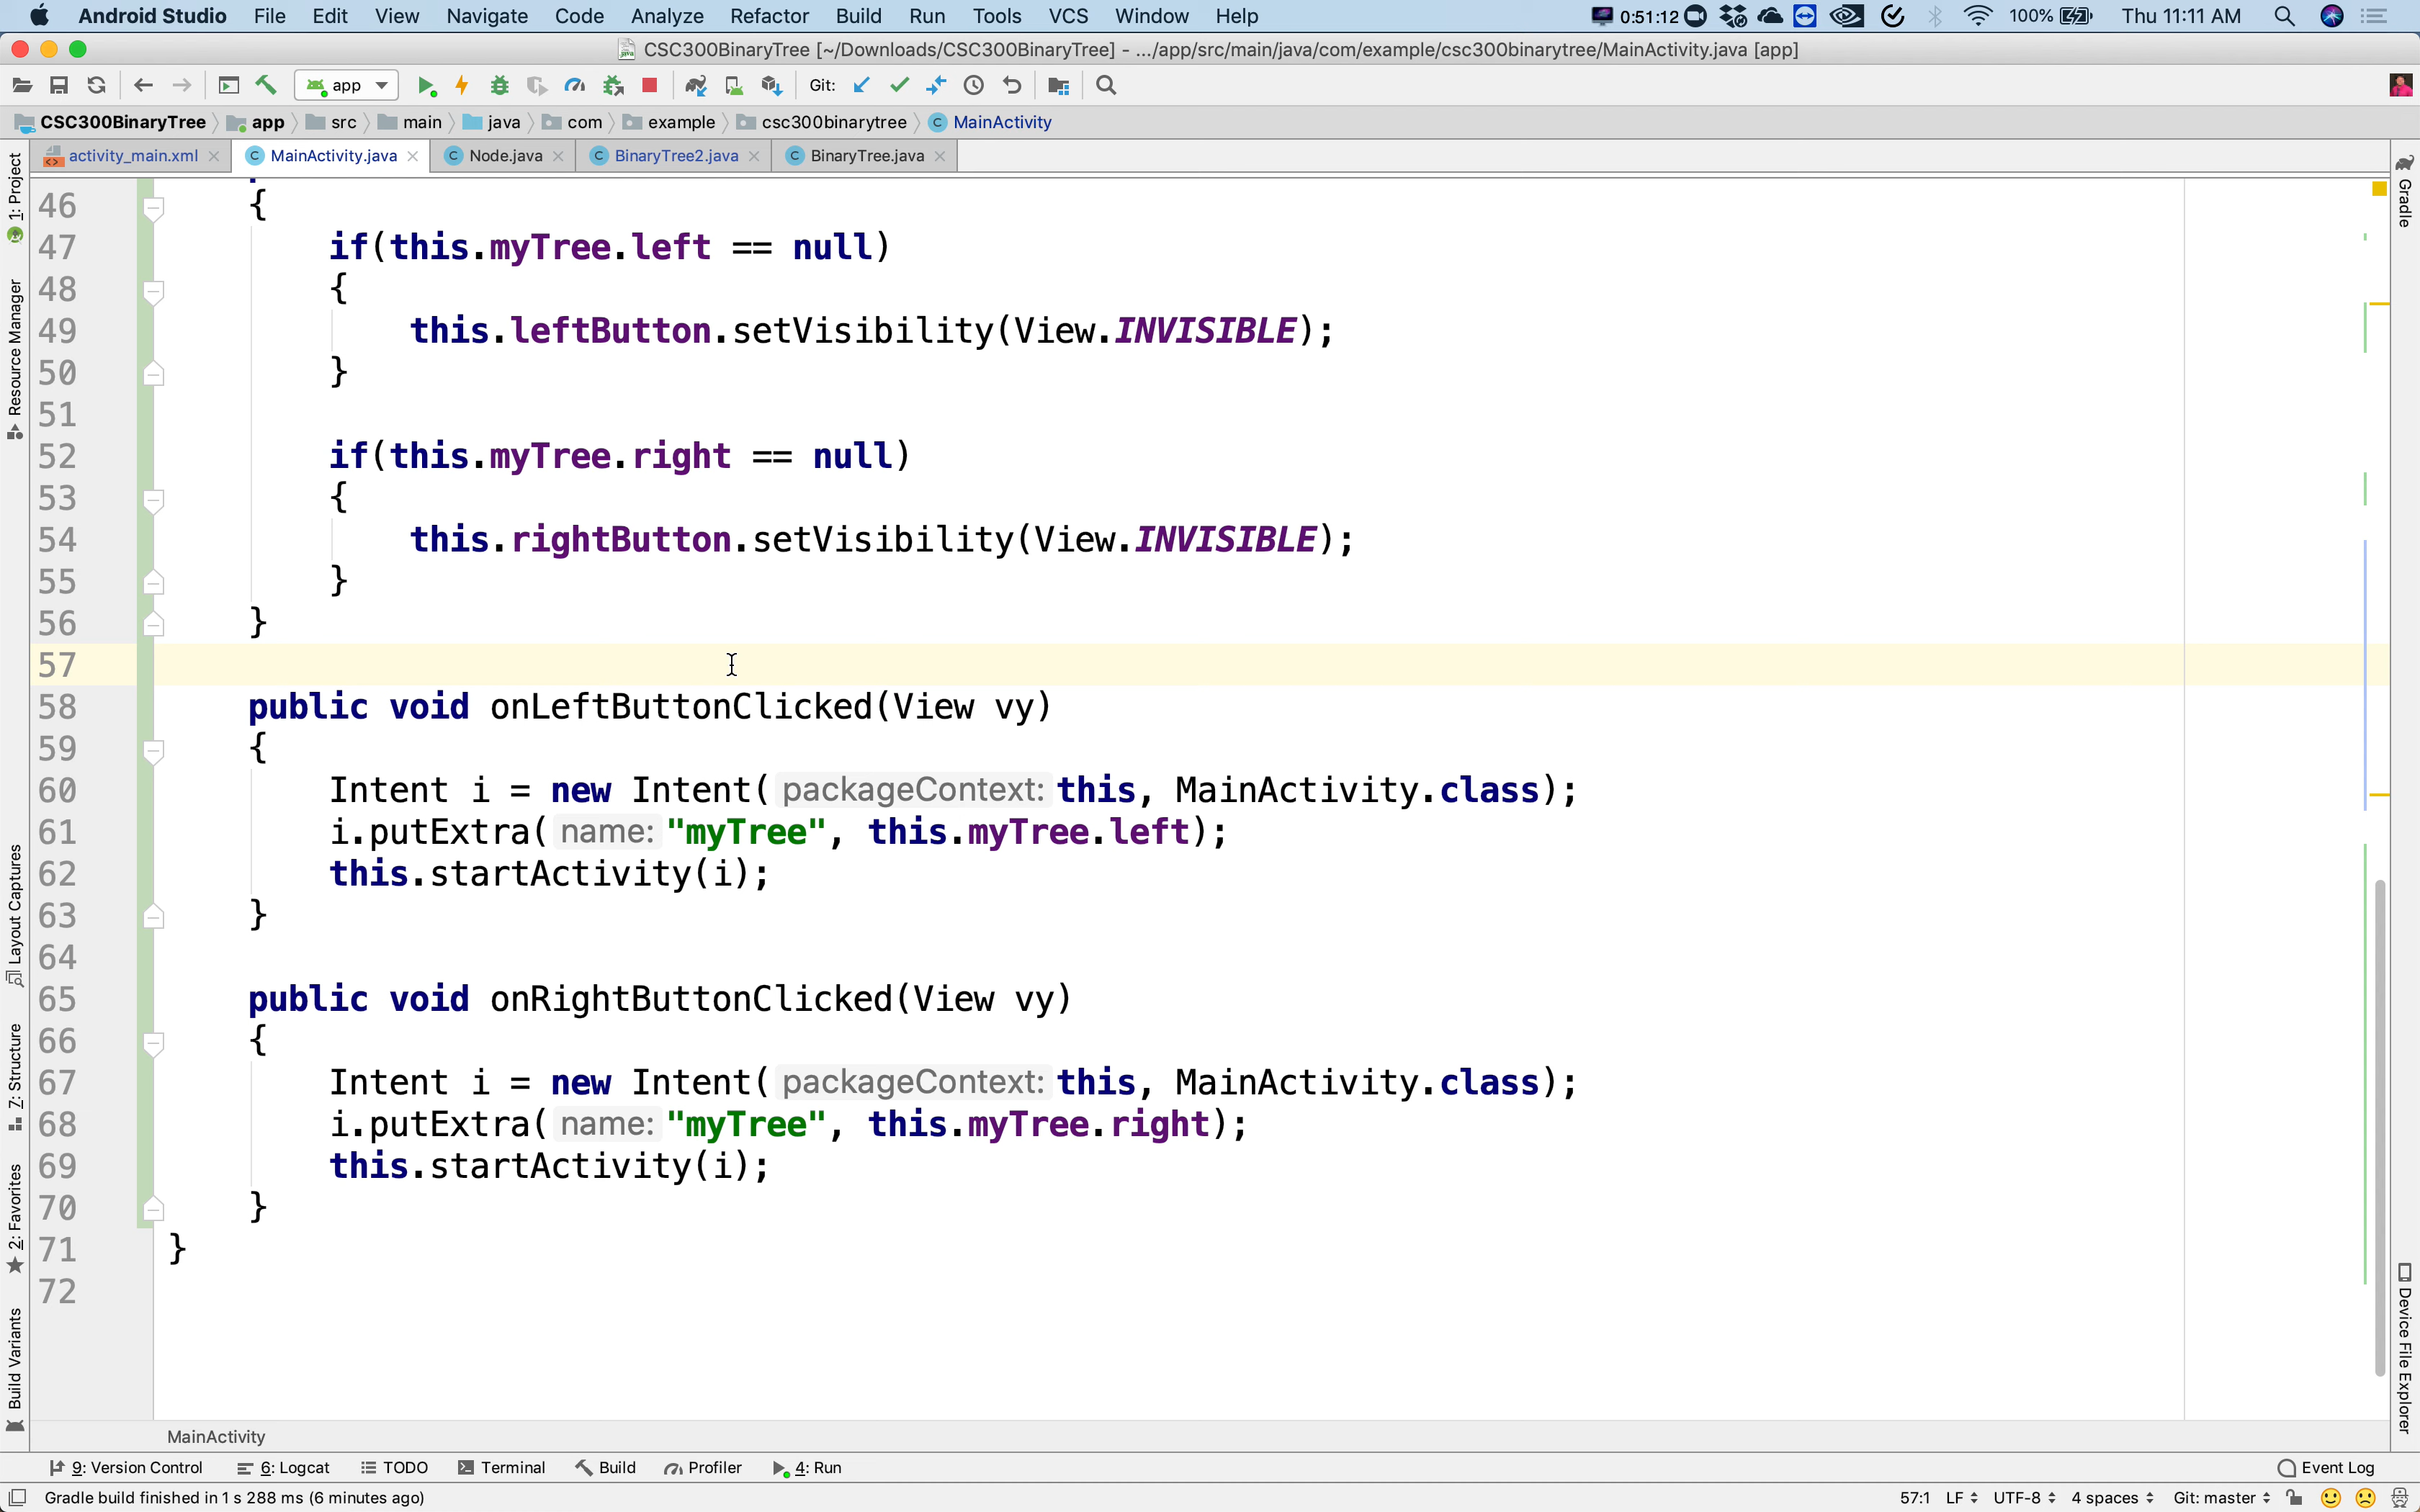 Android Studio File Edit View Navigate Code Analyze Refactor Build Run Tools VCS Window Help 0:51:12 100% Thu 11:11 AM
CSC300BinaryTree [~/Downloads/CSC300BinaryTree] - .../app/src/main/java/com/example/csc300binarytree/MainActivity.java [app]
app Git:
CSC300BinaryTree app src main java com example csc300binarytree MainActivity
activity_main.xml MainActivity.java Node.java BinaryTree2.java BinaryTree.java
1: Project
Resource Manager
Layout Captures
7: Structure
2: Favorites
Build Variants
46 {
47 if(this.myTree.left == null)
48 {
49 this.leftButton.setVisibility(View.INVISIBLE);
50 }
51
52 if(this.myTree.right == null)
53 {
54 this.rightButton.setVisibility(View.INVISIBLE);
55 }
56 }
57
58 public void onLeftButtonClicked(View vy)
59 {
60 Intent i = new Intent( packageContext: this, MainActivity.class);
61 i.putExtra( name: "myTree", this.myTree.left);
62 this.startActivity(i);
63 }
64
65 public void onRightButtonClicked(View vy)
66 {
67 Intent i = new Intent( packageContext: this, MainActivity.class);
68 i.putExtra( name: "myTree", this.myTree.right);
69 this.startActivity(i);
70 }
71 }
72
Gradle
Device File Explorer
MainActivity
9: Version Control 6: Logcat TODO Terminal Build Profiler 4: Run Event Log
Gradle build finished in 1 s 288 ms (6 minutes ago) 57:1 LF UTF-8 4 spaces Git: master